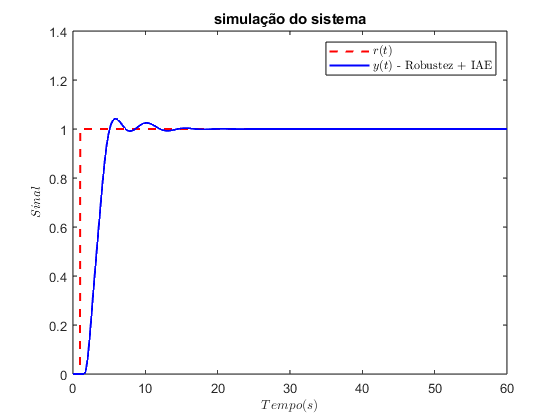 simulação do sistema
r(t)
y(t) - Robustez + IAE
Sinal
1.4
1.2
1
0.8
0.6
0.4
0.2
0
0 10 20 30 40 50 60
Tempo(s)